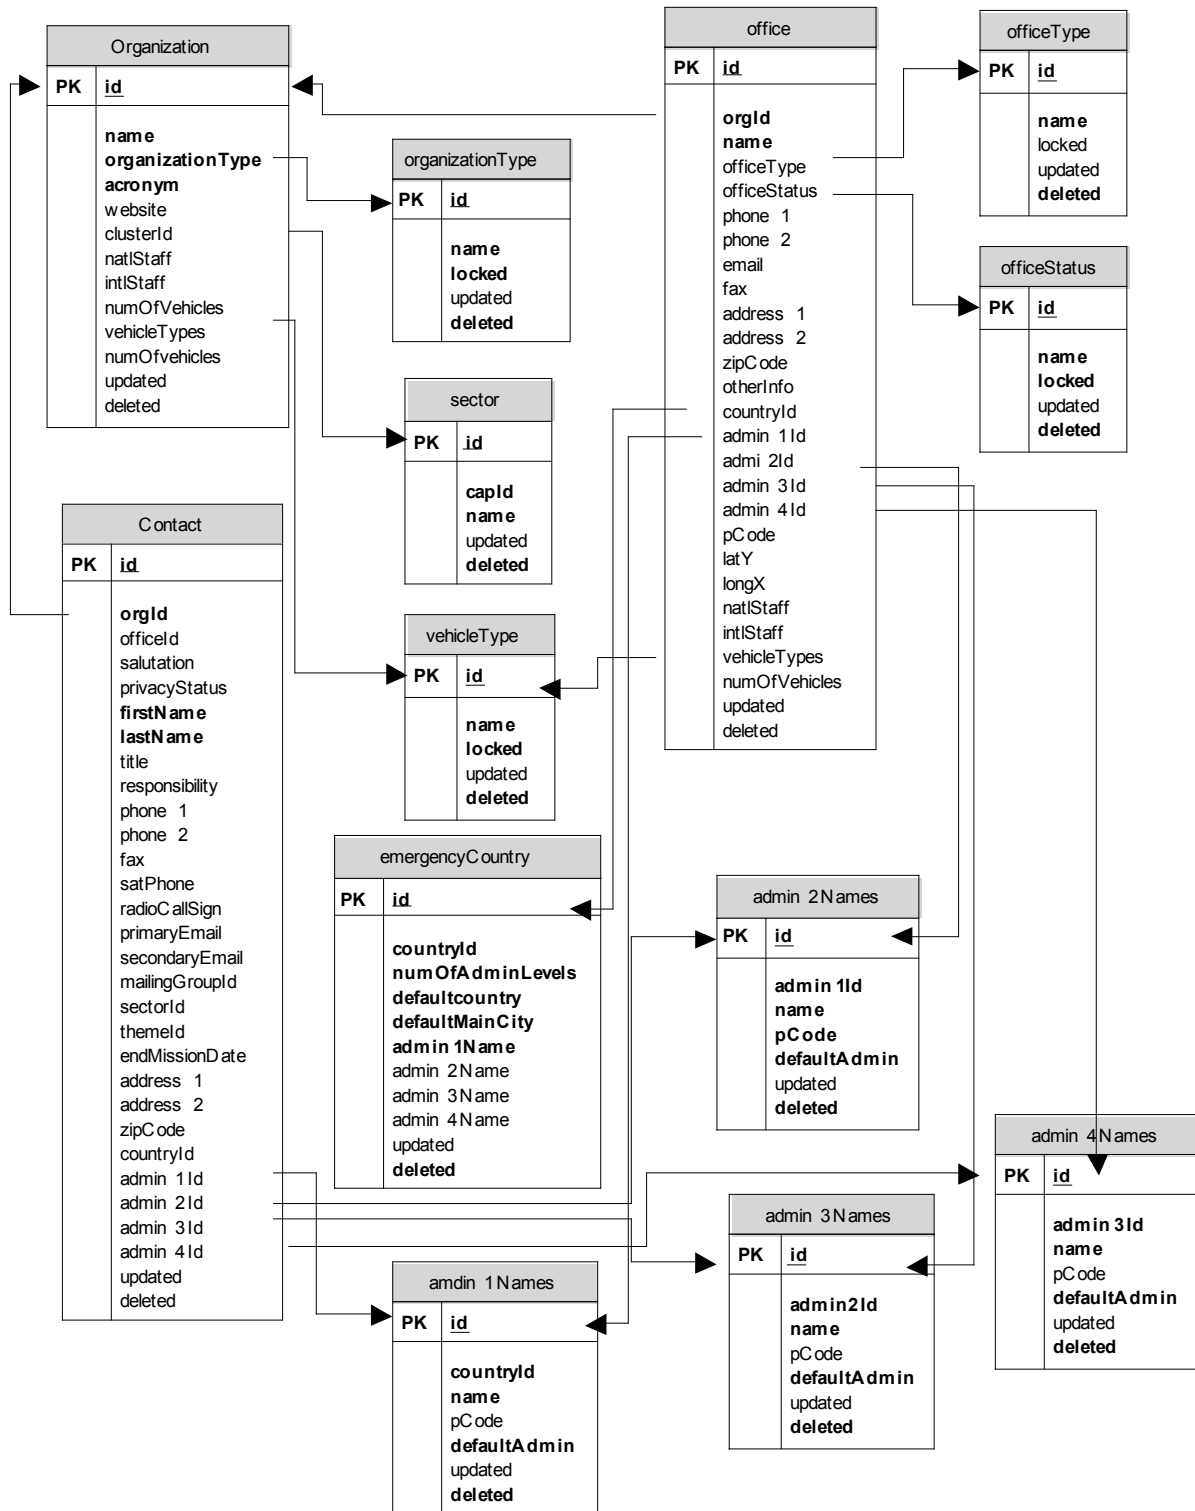 Organization
PK id
name
organizationType
acronym
website
clusterId
natlStaff
intlStaff
numOfVehicles
vehicleTypes
numOfvehicles
updated
deleted
organizationType
PK id
name
locked
updated
deleted
sector
PK id
capId
name
updated
deleted
vehicleType
PK id
name
locked
updated
deleted
office
PK id
orgId
name
officeType
officeStatus
phone 1
phone 2
email
fax
address 1
address 2
zipCode
otherInfo
countryId
admin 1Id
admi 2Id
admin 3Id
admin 4Id
pCode
latY
longX
natlStaff
intlStaff
vehicleTypes
numOfVehicles
updated
deleted
officeType
PK id
name
locked
updated
deleted
officeStatus
PK id
name
locked
updated
deleted
Contact
PK id
orgId
officeId
salutation
privacyStatus
firstName
lastName
title
responsibility
phone 1
phone 2
fax
satPhone
radioCallSign
primaryEmail
secondaryEmail
mailingGroupId
sectorId
themeId
endMissionDate
address 1
address 2
zipCode
countryId
admin 1Id
admin 2Id
admin 3Id
admin 4Id
updated
deleted
emergencyCountry
PK id
countryId
numOfAdminLevels
defaultcountry
defaultMainCity
admin 1Name
admin 2Name
admin 3Name
admin 4Name
updated
deleted
admin 2Names
PK id
admin 1Id
name
pCode
defaultAdmin
updated
deleted
admin 4Names
PK id
admin 3Id
name
pCode
defaultAdmin
updated
deleted
admin 3Names
PK id
admin2Id
name
pCode
defaultAdmin
updated
deleted
amdin 1Names
PK id
countryId
name
pCode
defaultAdmin
updated
deleted